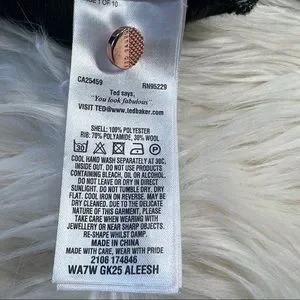 1 OF 10
CA25459 RN95229
Ted says,
"You look fabulous"
VISIT TED@www.tedbaker.com
SHELL: 100% POLYESTER
RIB: 70% POLYAMIDE, 30% WOOL
COOL HAND WASH SEPARATELY AT 30C,
INSIDE OUT. DO NOT USE PRODUCTS
CONTAINING BLEACH, OIL OR ALCOHOL.
DO NOT LEAVE OR DRY IN DIRECT
SUNLIGHT. DO NOT TUMBLE DRY. DRY
FLAT. COOL IRON ON REVERSE. MAY BE
DRY CLEANED. DUE TO THE DELICATE
NATURE OF THIS GARMENT, PLEASE
TAKE CARE WHEN WEARING WITH
JEWELLERY OR NEAR SHARP OBJECTS.
RE-SHAPE WHILST DAMP.
MADE IN CHINA
MADE WITH CARE, WEAR WITH PRIDE
2106 174846
WA7W GK25 ALEESH